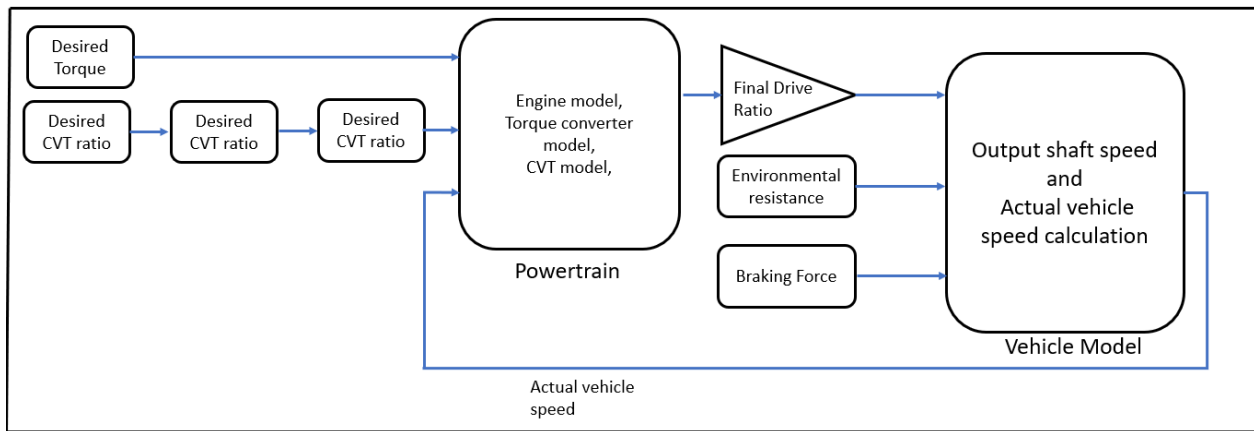 Desired
Torque
Desired
CVT ratio
Desired
CVT ratio
Desired
CVT ratio
Engine model,
Torque converter
model,
CVT model,
Powertrain
Final Drive
Ratio
Environmental
resistance
Braking Force
Output shaft speed
and
Actual vehicle
speed calculation
Vehicle Model
Actual vehicle
speed